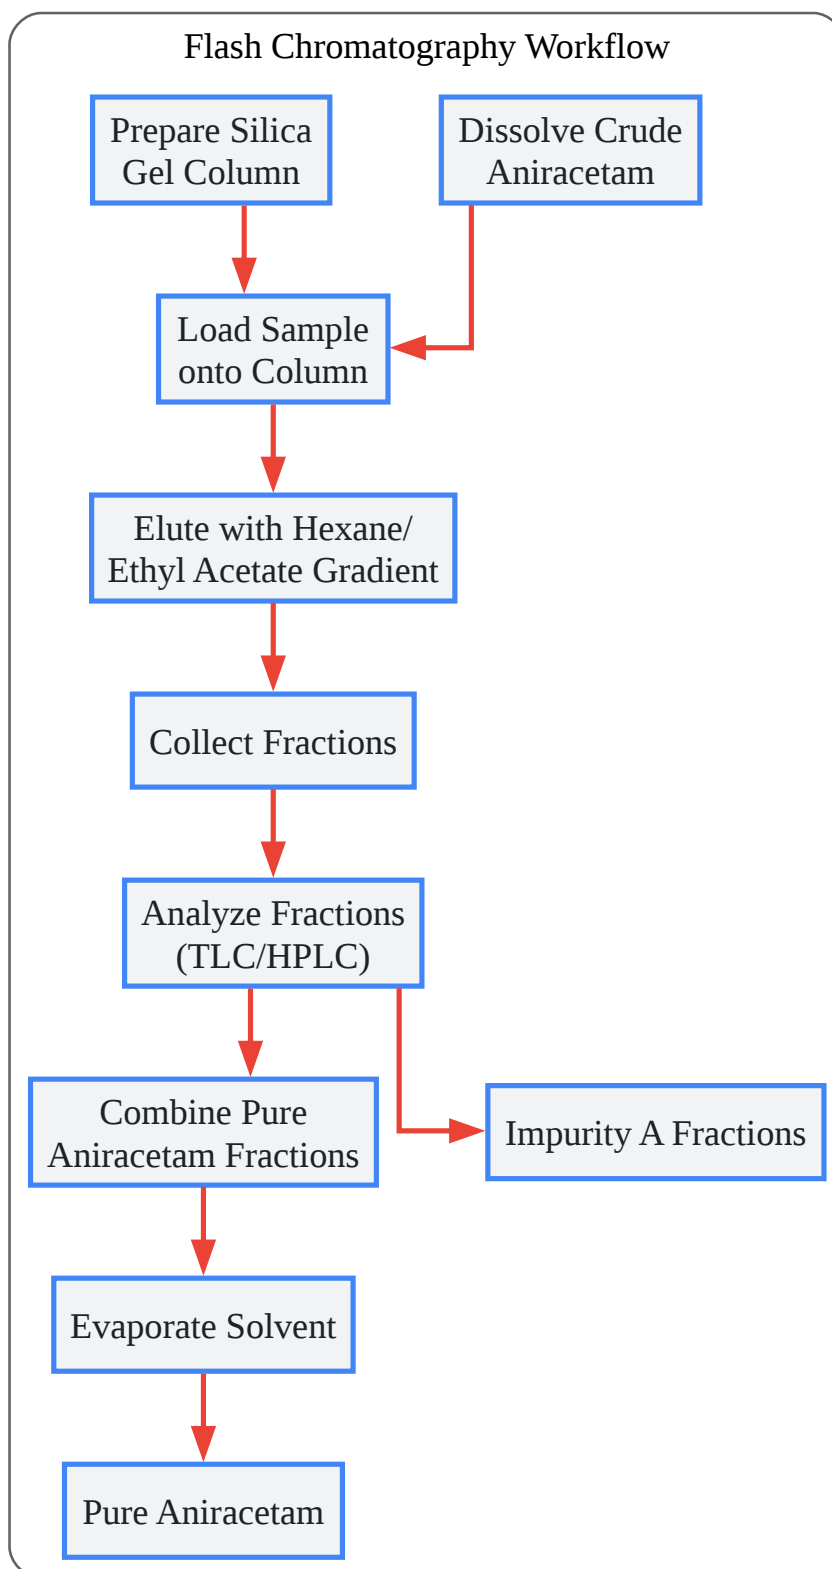 Flash Chromatography Workflow
Prepare Silica
Gel Column
Dissolve Crude
Aniracetam
Load Sample
onto Column
Elute with Hexane/
Ethyl Acetate Gradient
Collect Fractions
Analyze Fractions
(TLC/HPLC)
Combine Pure
Aniracetam Fractions
Impurity A Fractions
Evaporate Solvent
Pure Aniracetam